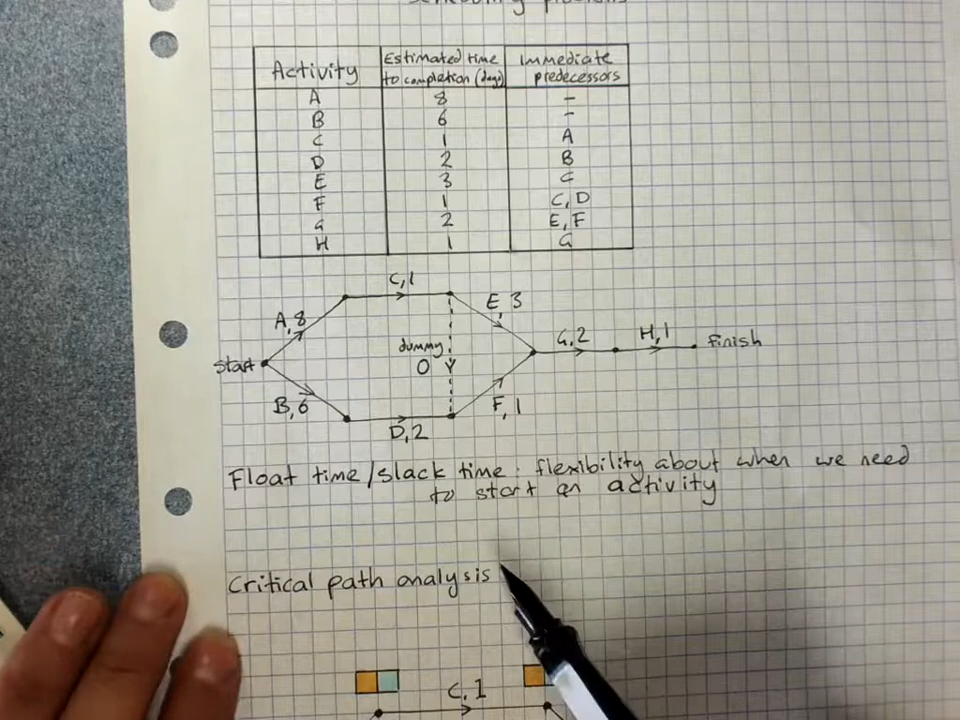 scheduling problems
Activity Estimated time to completion (days) Immediate predecessors
A 8 -
B 6 -
C 1 A
D 2 B
E 3 C
F 1 C, D
G 2 E, F
H 1 G
C, 1
E, 3
A, 8
G, 2 H, 1
dummy
Start Finish
0
B, 6 F, 1
D, 2
Float time/slack time: flexibility about when we need
to start an activity
Critical path analysis
C, 1